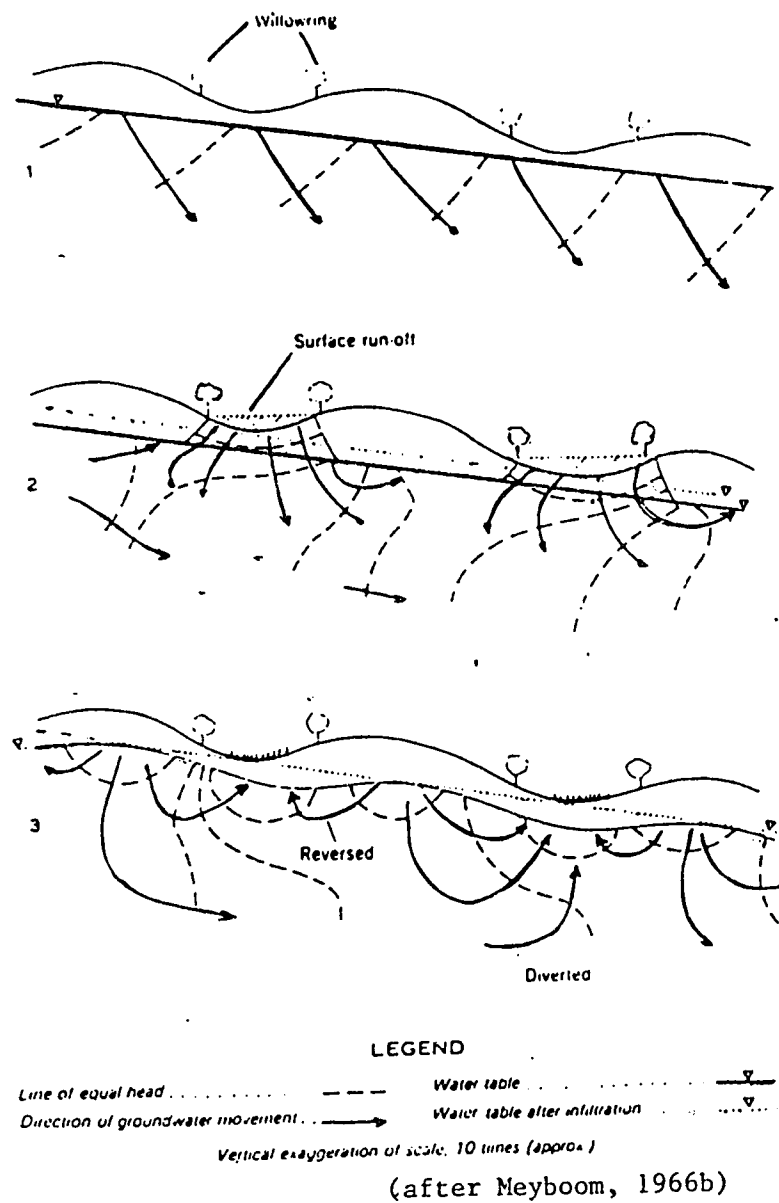 Willowring
1
Surface run-off
2
3
Reversed
Diverted
LEGEND
Line of equal head . . . . . . . . . .
Water table . . . . . . . . . .
Direction of groundwater movement . .
Water table after infiltration . . . .
Vertical exaggeration of scale, 10 times (approx.)
(after Meyboom, 1966b)